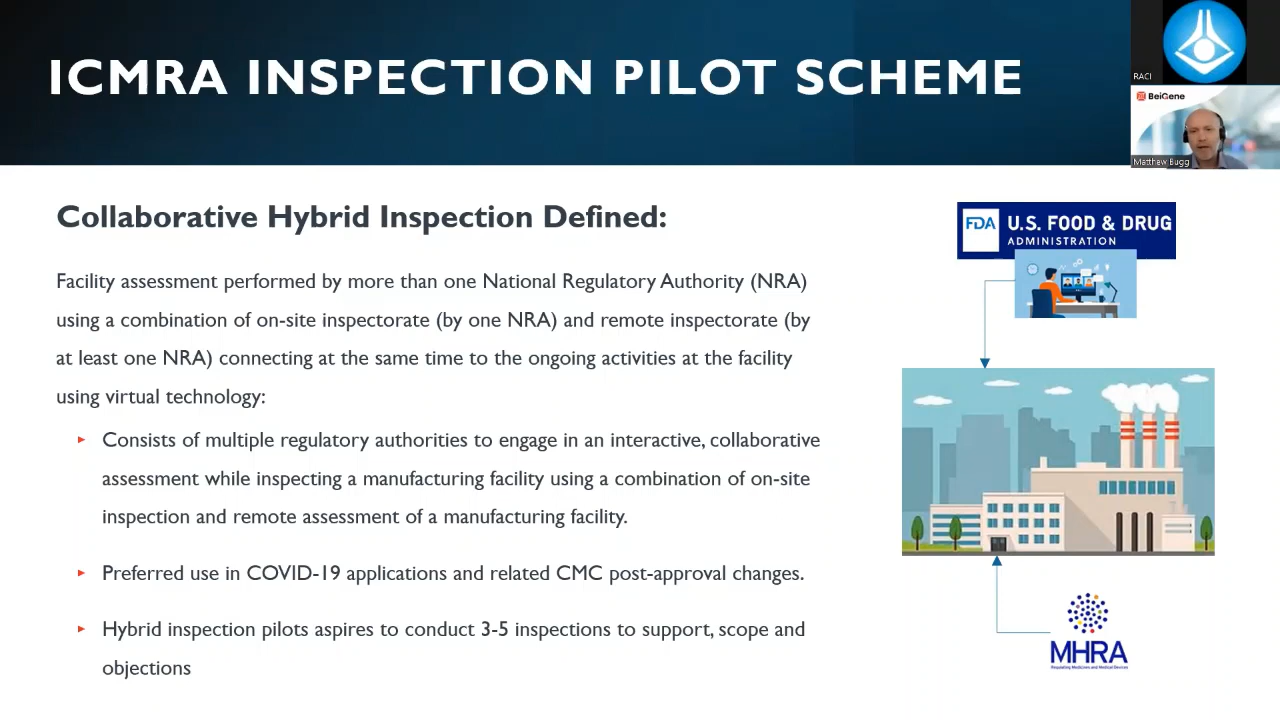 ICMRA INSPECTION PILOT SCHEME
RACI
BeiGene
Matthew Bugg
Collaborative Hybrid Inspection Defined:
Facility assessment performed by more than one National Regulatory Authority (NRA)
using a combination of on-site inspectorate (by one NRA) and remote inspectorate (by
at least one NRA) connecting at the same time to the ongoing activities at the facility
using virtual technology:
Consists of multiple regulatory authorities to engage in an interactive, collaborative
assessment while inspecting a manufacturing facility using a combination of on-site
inspection and remote assessment of a manufacturing facility.
Preferred use in COVID-19 applications and related CMC post-approval changes.
Hybrid inspection pilots aspires to conduct 3-5 inspections to support, scope and
objections
FDA
U.S. FOOD & DRUG
ADMINISTRATION
MHRA
Regulating Medicines and Medical Devices